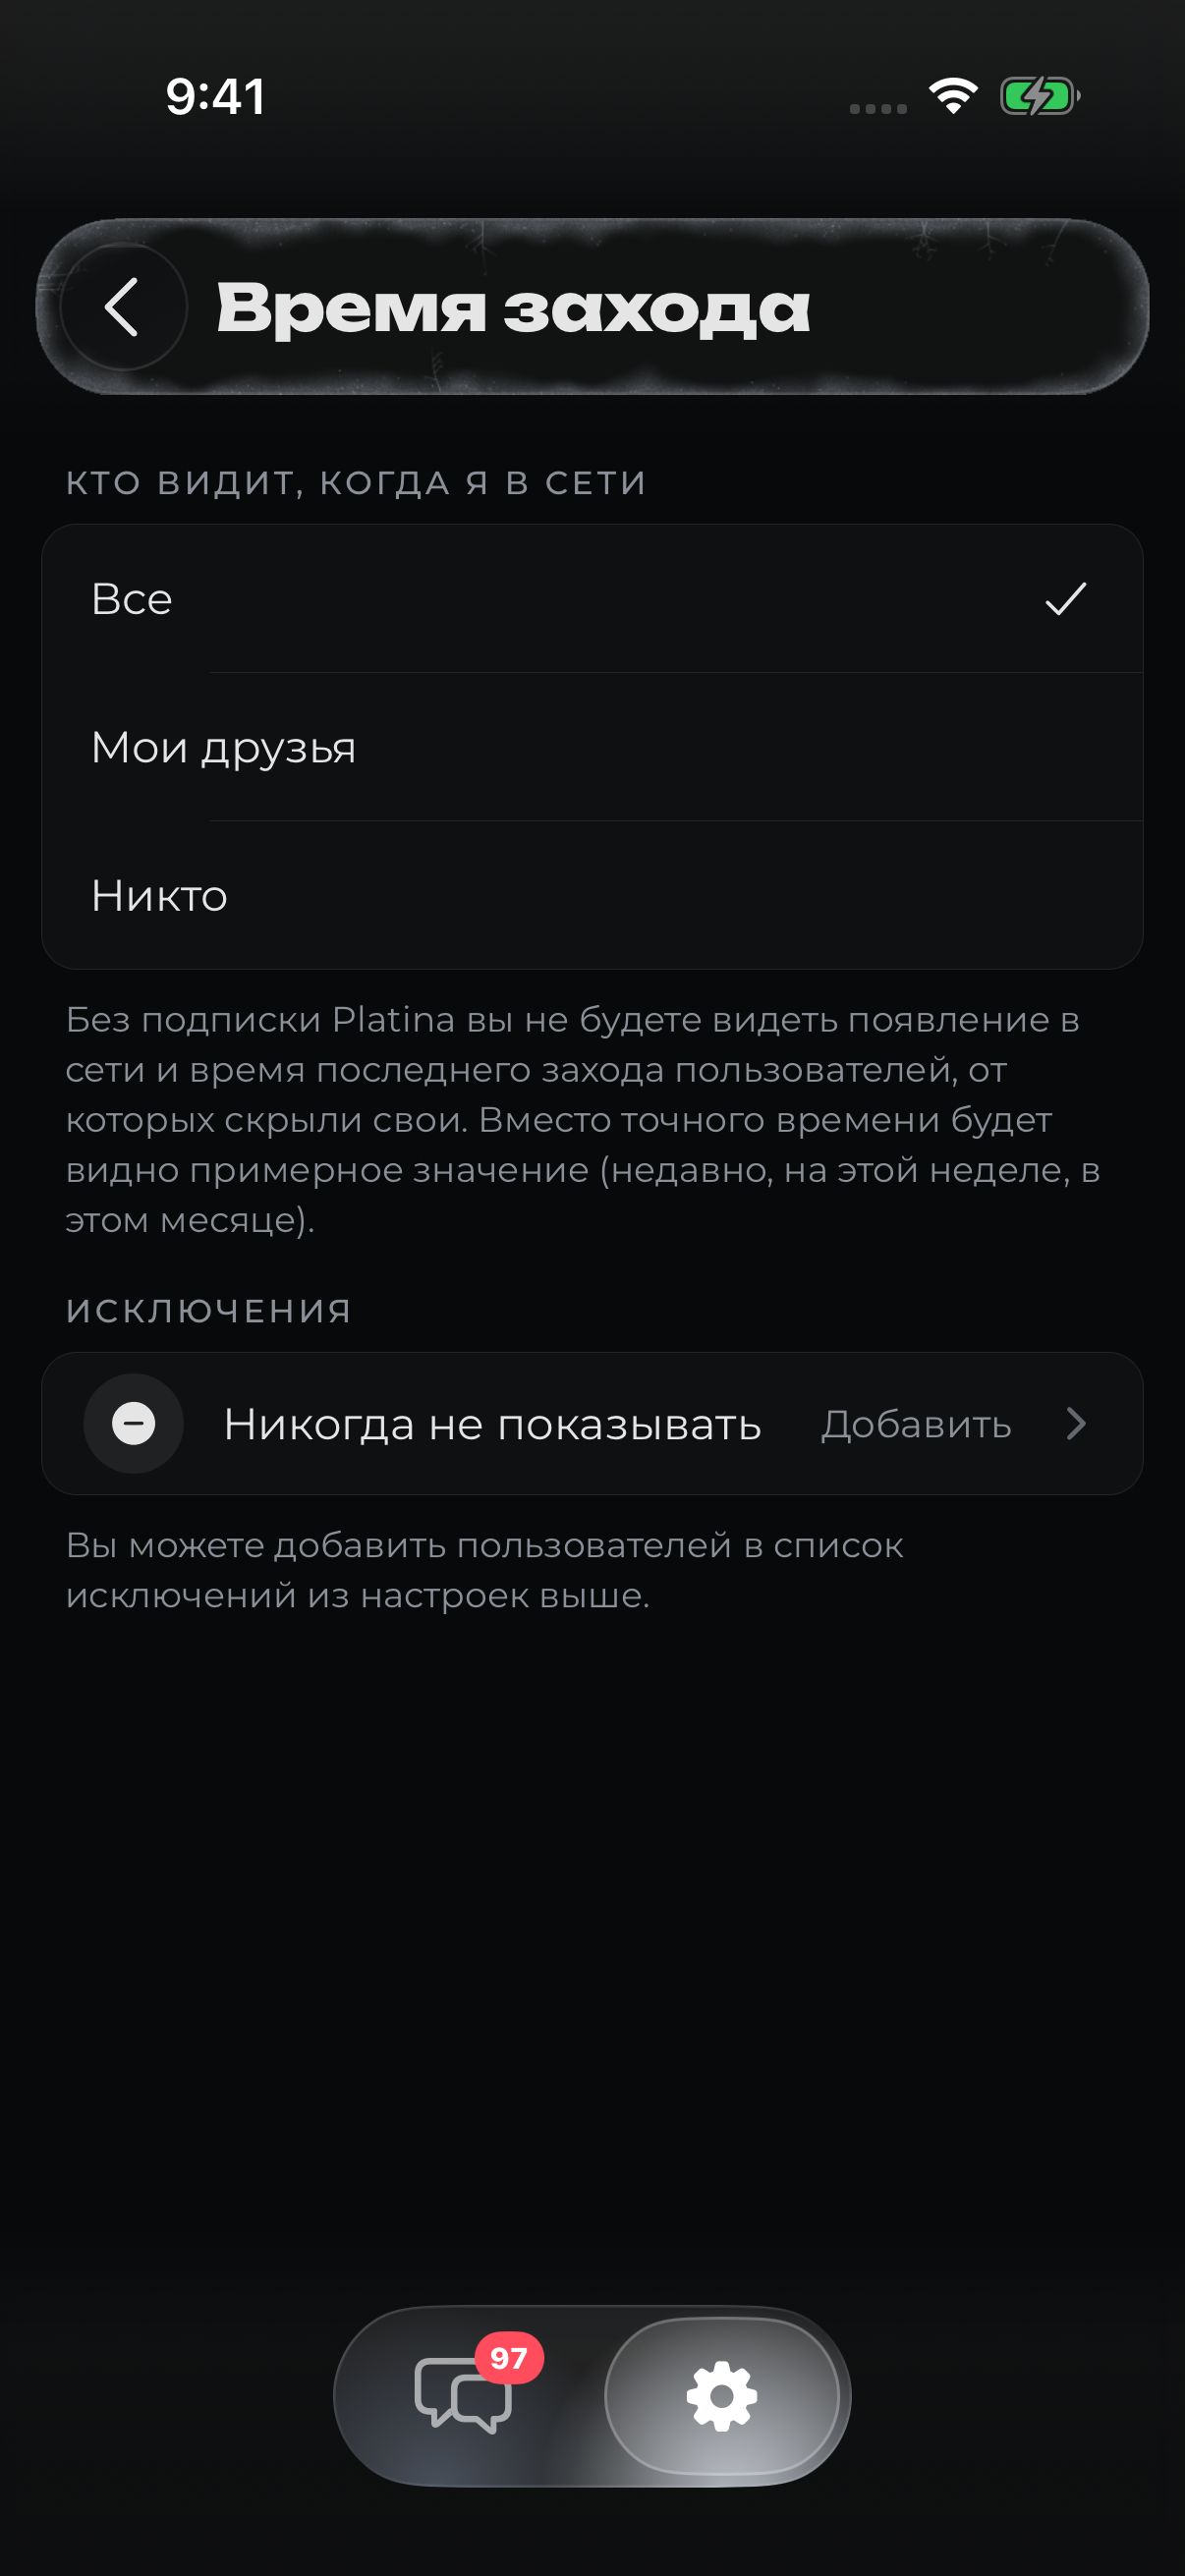 9:41
Время захода
КТО ВИДИТ, КОГДА Я В СЕТИ
Все
Мои друзья
Никто
Без подписки Platina вы не будете видеть появление в
сети и время последнего захода пользователей, от
которых скрыли свои. Вместо точного времени будет
видно примерное значение (недавно, на этой неделе, в
этом месяце).
ИСКЛЮЧЕНИЯ
Никогда не показывать Добавить
Вы можете добавить пользователей в список
исключений из настроек выше.
97